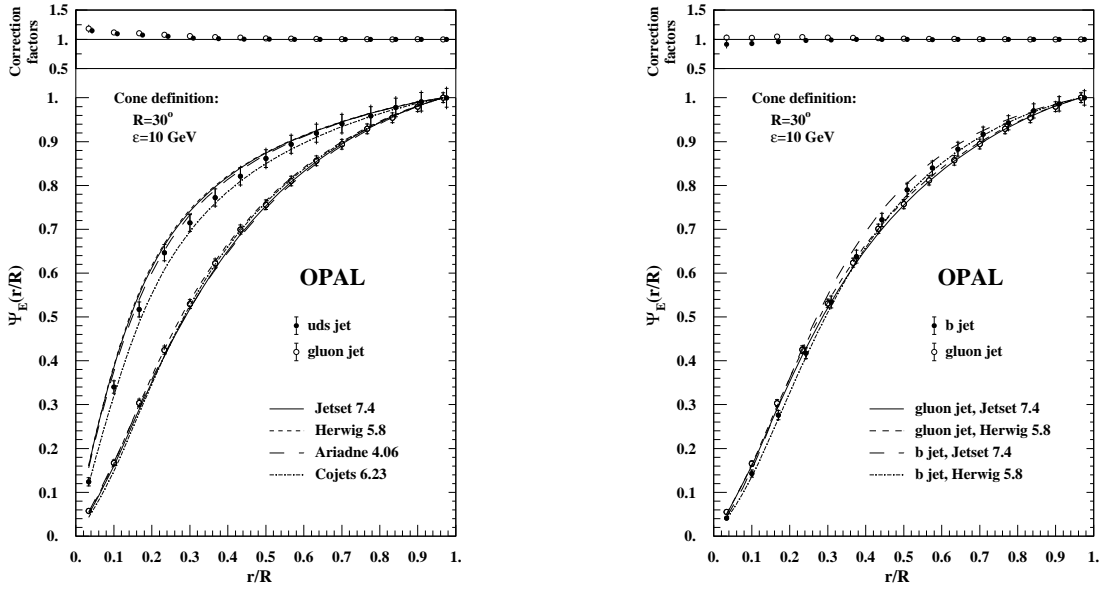 Correction
factors
1.5
1.
0.5
Cone definition:
R=30°
ε=10 GeV
OPAL
uds jet
gluon jet
Jetset 7.4
Herwig 5.8
Ariadne 4.06
Cojets 6.23
Ψ_E(r/R)
1.
0.9
0.8
0.7
0.6
0.5
0.4
0.3
0.2
0.1
0.
0. 0.1 0.2 0.3 0.4 0.5 0.6 0.7 0.8 0.9 1.
r/R
Correction
factors
1.5
1.
0.5
Cone definition:
R=30°
ε=10 GeV
OPAL
b jet
gluon jet
gluon jet, Jetset 7.4
gluon jet, Herwig 5.8
b jet, Jetset 7.4
b jet, Herwig 5.8
Ψ_E(r/R)
1.
0.9
0.8
0.7
0.6
0.5
0.4
0.3
0.2
0.1
0.
0. 0.1 0.2 0.3 0.4 0.5 0.6 0.7 0.8 0.9 1.
r/R